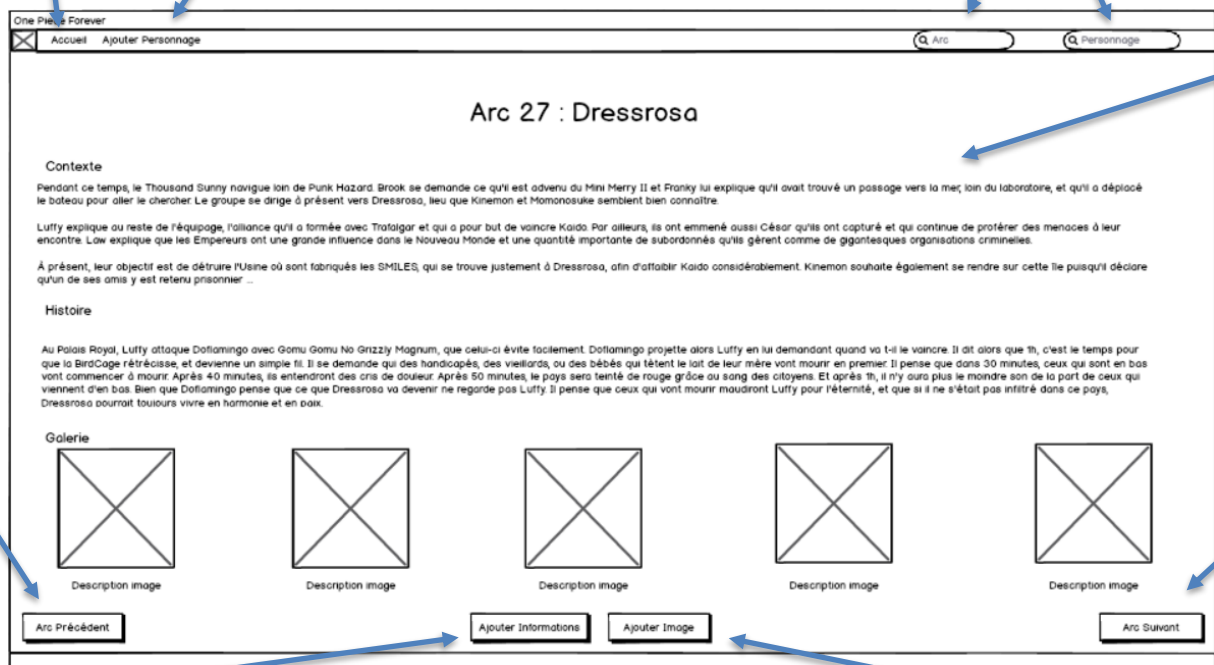 One Piece Forever
Accueil Ajouter Personnage Arc Personnage
Arc 27 : Dressrosa
Contexte
Pendant ce temps, le Thousand Sunny navigue loin de Punk Hazard. Brook se demande ce qu'il est advenu du Mini Merry II et Franky lui explique qu'il avait trouvé un passage vers la mer, loin du laboratoire, et qu'il a déplacé
le bateau pour aller le chercher. Le groupe se dirige à présent vers Dressrosa, lieu que Kinemon et Momonosuke semblent bien connaître.
Luffy explique au reste de l'équipage, l'alliance qu'il a formée avec Trafalgar et qui a pour but de vaincre Kaido. Par ailleurs, ils ont emmené aussi César qu'ils ont capturé et qui continue de proférer des menaces à leur
encontre. Law explique que les Empereurs ont une grande influence dans le Nouveau Monde et une quantité importante de subordonnés qu'ils gèrent comme de gigantesques organisations criminelles.
À présent, leur objectif est de détruire l'Usine où sont fabriqués les SMILES, qui se trouve justement à Dressrosa, afin d'affaiblir Kaido considérablement. Kinemon souhaite également se rendre sur cette île puisqu'il déclare
qu'un de ses amis y est retenu prisonnier ...
Histoire
Au Palais Royal, Luffy attaque Doflamingo avec Gomu Gomu No Grizzly Magnum, que celui-ci évite facilement. Doflamingo projette alors Luffy en lui demandant quand va t-il le vaincre. Il dit alors que 1h, c'est le temps pour
que la BirdCage rétrécisse, et devienne un simple fil. Il se demande qui des handicapés, des vieillards, ou des bébés qui têtent le lait de leur mère vont mourir en premier. Il pense que dans 30 minutes, ceux qui sont en bas
vont commencer à mourir. Après 40 minutes, ils entendront des cris de douleur. Après 50 minutes, le pays sera teinté de rouge grâce au sang des citoyens. Et après 1h, il n'y aura plus le moindre son de la part de ceux qui
viennent d'en bas. Bien que Doflamingo pense que ce que Dressrosa va devenir ne regarde pas Luffy. Il pense que ceux qui vont mourir maudiront Luffy pour l'éternité, et que si il ne s'était pas infiltré dans ce pays,
Dressrosa pourrait toujours vivre en harmonie et en paix.
Galerie
Description image Description image Description image Description image Description image
Arc Précédent Ajouter Informations Ajouter Image Arc Suivant